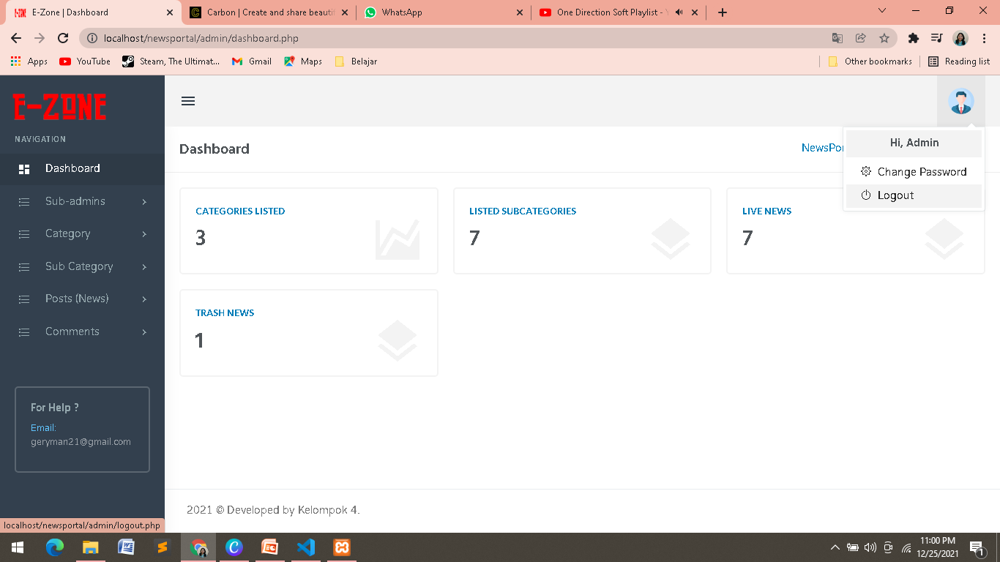 E-Zone | Dashboard
Carbon | Create and share beautif
WhatsApp
One Direction Soft Playlist -
localhost/newsportal/admin/dashboard.php
Apps
YouTube
Steam, The Ultimat...
Gmail
Maps
Belajar
Other bookmarks
Reading list
E-ZONE
NAVIGATION
Dashboard
Sub-admins
Category
Sub Category
Posts (News)
Comments
For Help ?
Email:
geryman21@gmail.com
localhost/newsportal/admin/logout.php
Dashboard
NewsPor
Hi, Admin
Change Password
Logout
CATEGORIES LISTED
3
LISTED SUBCATEGORIES
7
LIVE NEWS
7
TRASH NEWS
1
2021 © Developed by Kelompok 4.
11:00 PM
12/25/2021
1